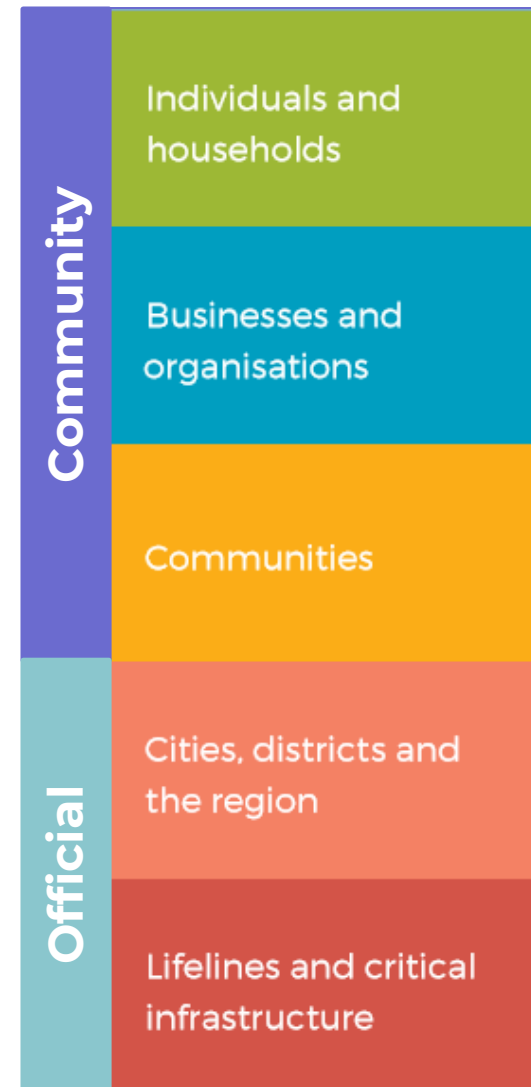 Community
Individuals and
households
Businesses and
organisations
Communities
Official
Cities, districts and
the region
Lifelines and critical
infrastructure